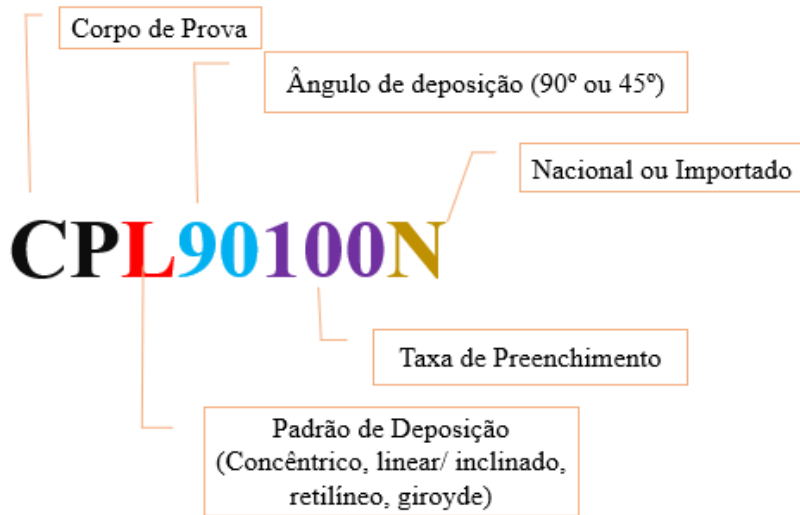 Corpo de Prova
Ângulo de deposição (90º ou 45º)
Nacional ou Importado
CPL90100N
Taxa de Preenchimento
Padrão de Deposição
(Concêntrico, linear/ inclinado,
retilíneo, giroyde)